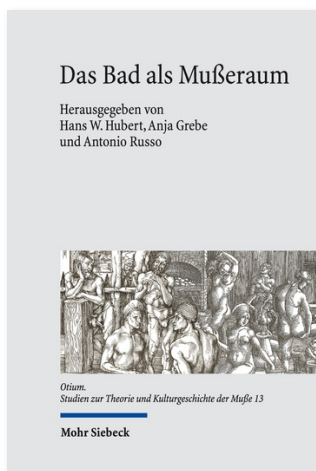 Das Bad als Mußeraum
Herausgegeben von
Hans W. Hubert, Anja Grebe
und Antonio Russo
Otium.
Studien zur Theorie und Kulturgeschichte der Muße 13
Mohr Siebeck